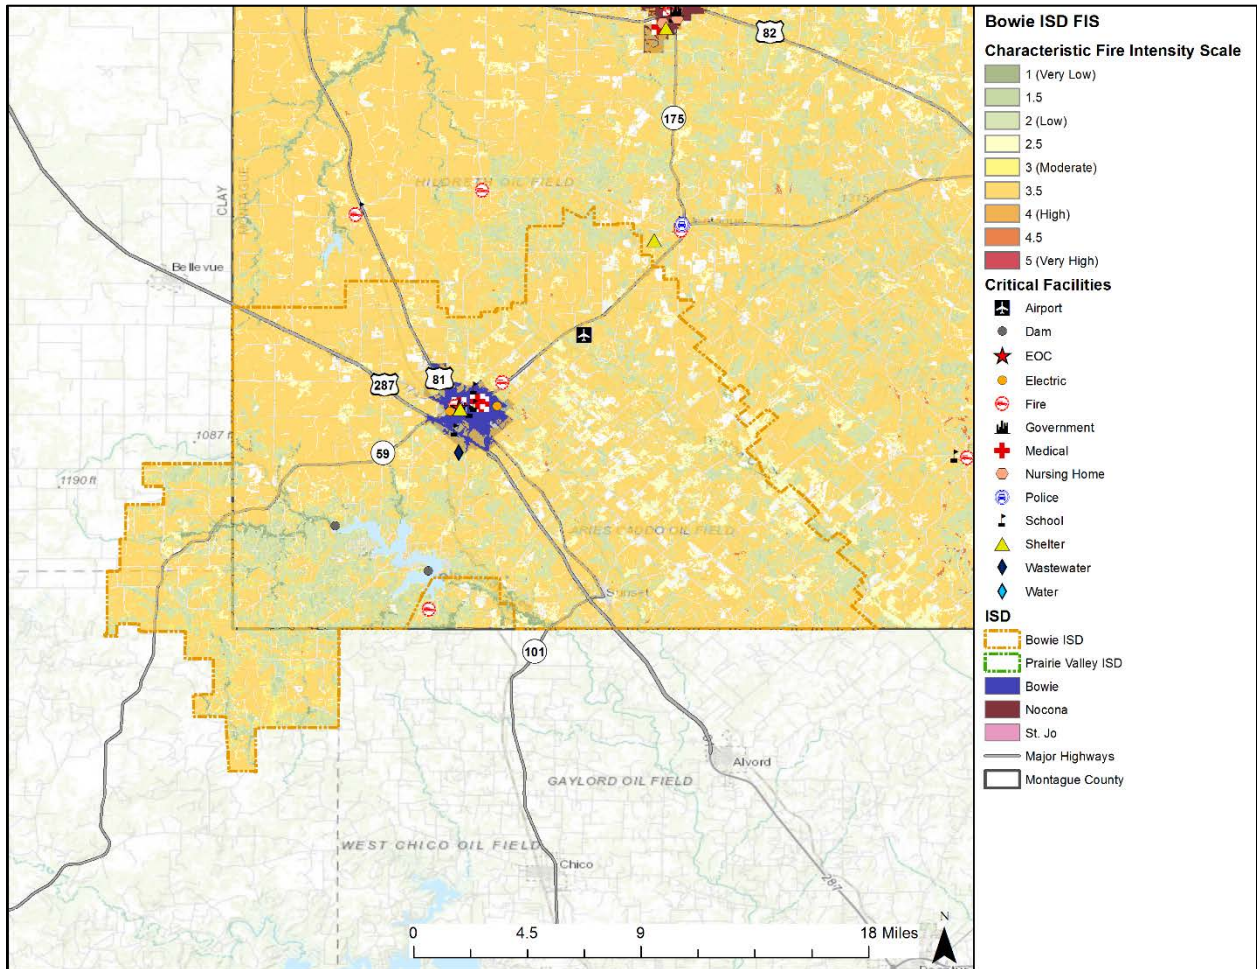 Bowie ISD FIS
Characteristic Fire Intensity Scale
1 (Very Low)
1.5
2 (Low)
2.5
3 (Moderate)
3.5
4 (High)
4.5
5 (Very High)
Critical Facilities
Airport
Dam
EOC
Electric
Fire
Government
Medical
Nursing Home
Police
School
Shelter
Wastewater
Water
ISD
Bowie ISD
Prairie Valley ISD
Bowie
Nocona
St. Jo
Major Highways
Montague County
82
175
HILDRETH OIL FIELD
CLAY
MONTAGUE
Bellevue
81
287
59
1087 ft
1190 ft
ARIES CADDO OIL FIELD
Sunset
101
Alvord
GAYLORD OIL FIELD
WEST CHICO OIL FIELD
Chico
287
0 4.5 9 18 Miles
N